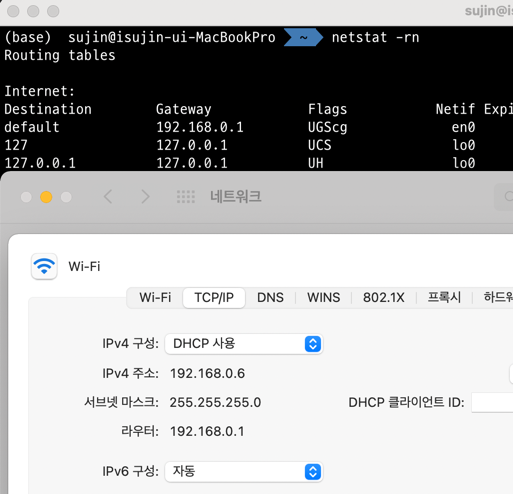 sujin@i
(base) sujin@isujin-ui-MacBookPro ~ netstat -rn
Routing tables
Internet:
Destination Gateway Flags Netif Expi
default 192.168.0.1 UGScg en0
127 127.0.0.1 UCS lo0
127.0.0.1 127.0.0.1 UH lo0
네트워크
Wi-Fi
Wi-Fi TCP/IP DNS WINS 802.1X 프록시 하드웨
IPv4 구성: DHCP 사용
IPv4 주소: 192.168.0.6
서브넷 마스크: 255.255.255.0 DHCP 클라이언트 ID:
라우터: 192.168.0.1
IPv6 구성: 자동